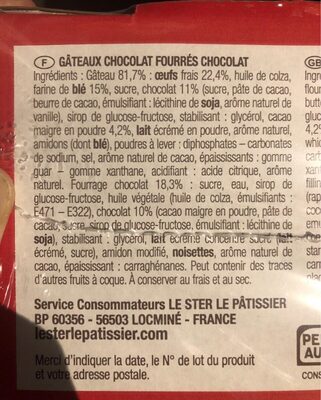 F GÂTEAUX CHOCOLAT FOURRÉS CHOCOLAT
Ingrédients : Gâteau 81,7% : œufs frais 22,4%, huile de colza,
farine de blé 15%, sucre, chocolat 11% (sucre, pâte de cacao,
beurre de cacao, émulsifiant : lécithine de soja, arôme naturel de
vanille), sirop de glucose-fructose, stabilisant : glycérol, cacao
maigre en poudre 4,2%, lait écrémé en poudre, arôme naturel,
amidons (dont blé), poudres à lever : diphosphates – carbonates
de sodium, sel, arôme naturel de cacao, épaississants : gomme
guar – gomme xanthane, acidifiant : acide citrique, arôme
naturel. Fourrage chocolat 18,3% : sucre, eau, sirop de
glucose-fructose, huile végétale (huile de colza, émulsifiants :
E471 – E322), chocolat 10% (cacao maigre en poudre, pâte de
cacao, sucre, sirop de glucose-fructose, émulsifiant : lécithine de
soja), stabilisant : glycérol, lait écrémé concentré sucré (lait
écrémé, sucre), amidon modifié, noisettes, arôme naturel de
cacao, épaississant : carraghénanes. Peut contenir des traces
d'autres fruits à coque. À conserver au frais et au sec.
Service Consommateurs LE STER LE PÂTISSIER
BP 60356 - 56503 LOCMINÉ - FRANCE
lesterlepatissier.com
Merci d'indiquer la date, le N° de lot du produit
et votre adresse postale.
GB